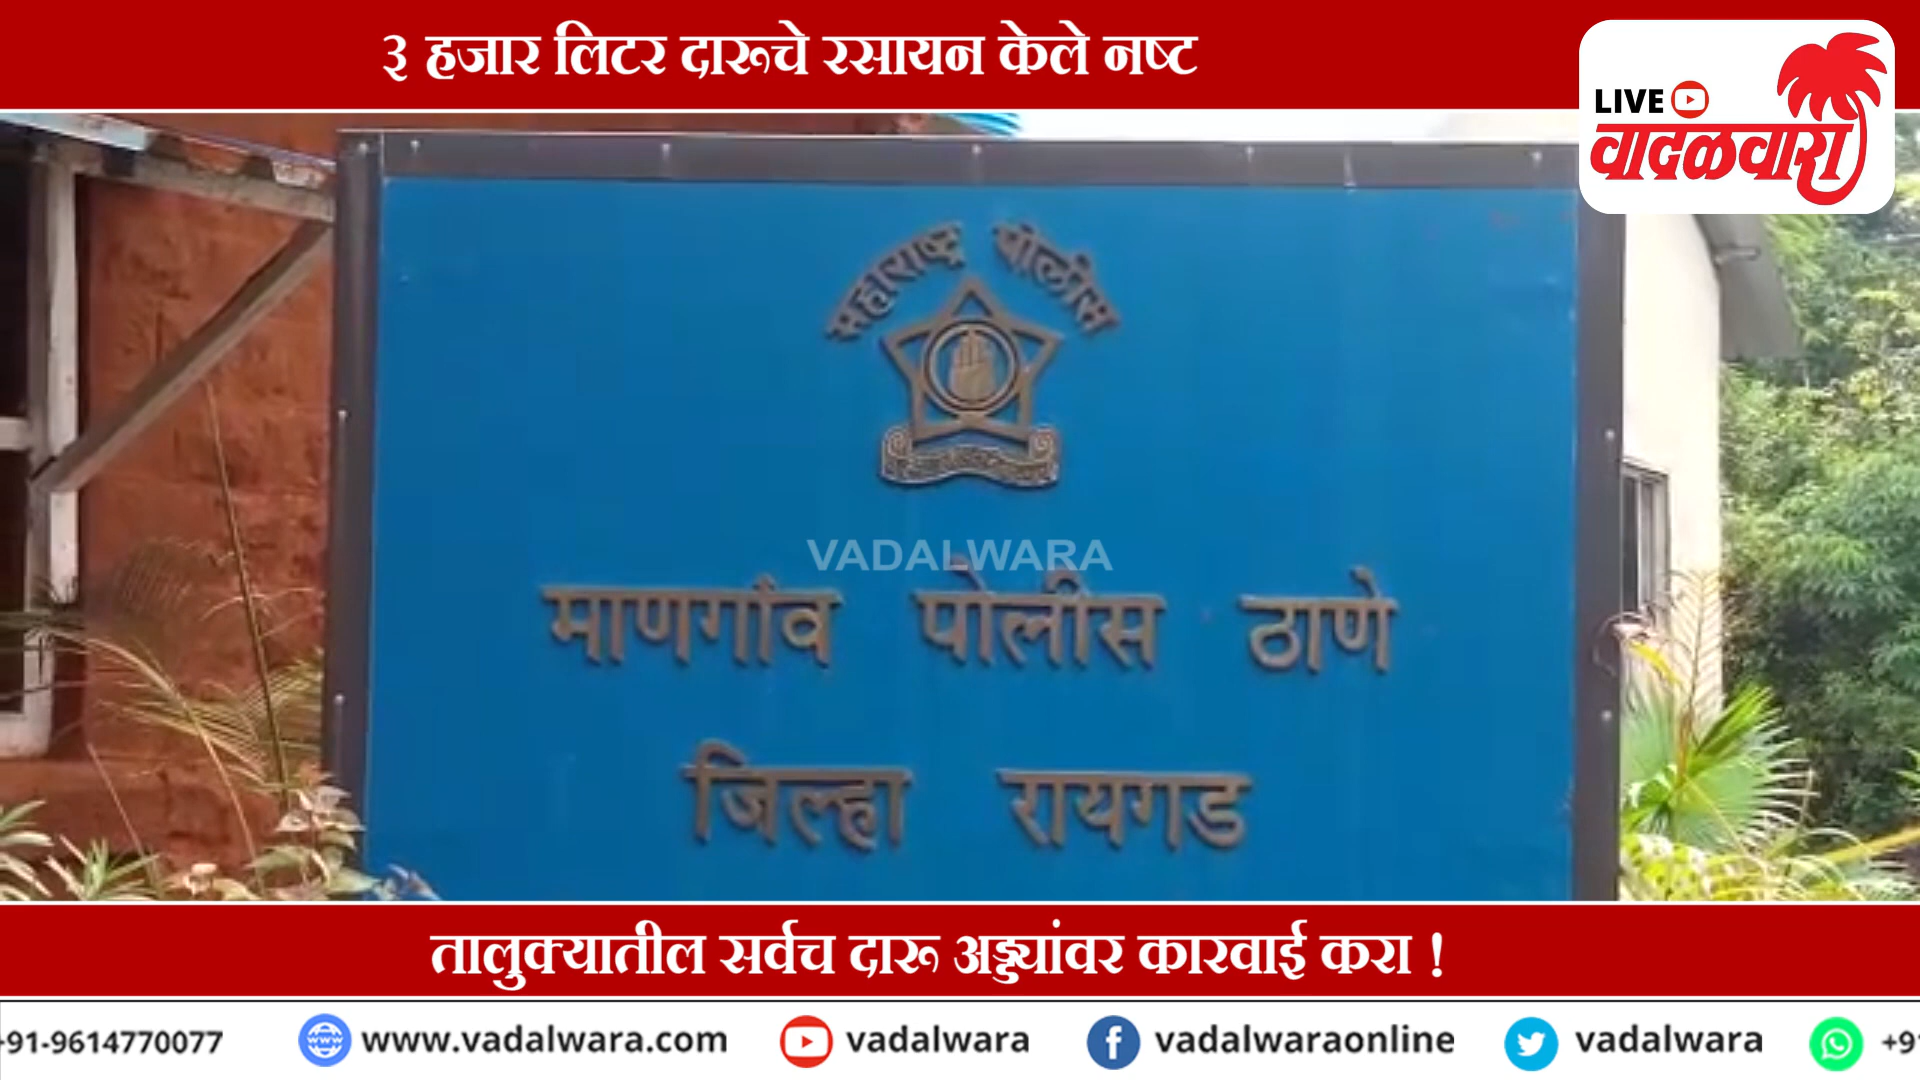 ३ हजार लिटर दारूचे रसायन केले नष्ट
LIVE
वादळवारा
महाराष्ट्र पोलीस
VADALWARA
माणगांव पोलीस ठाणे
जिल्हा रायगड
तालुक्यातील सर्वच दारू अड्ड्यांवर कारवाई करा !
+91-9614770077 www.vadalwara.com vadalwara vadalwaraonline vadalwara +9